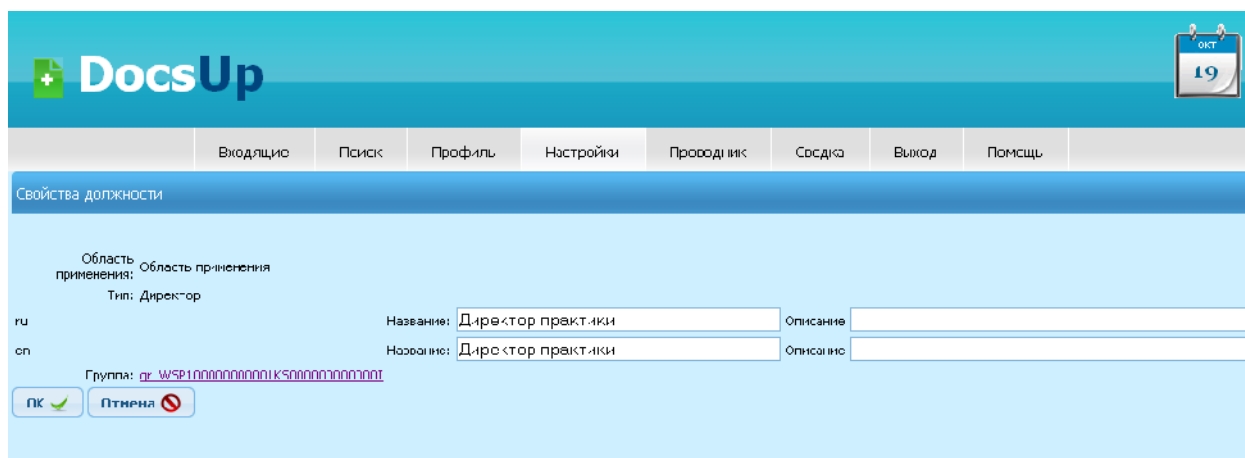 ОКТ
19
DocsUp
Входящие Поиск Профиль Настройки Проводник Сводка Выход Помощь
Свойства должности
Область применения: Область применения
Тип: Директор
ru Название: Директор практики Описание
en Название: Директор практики Описание
Группа:
ОК Отмена